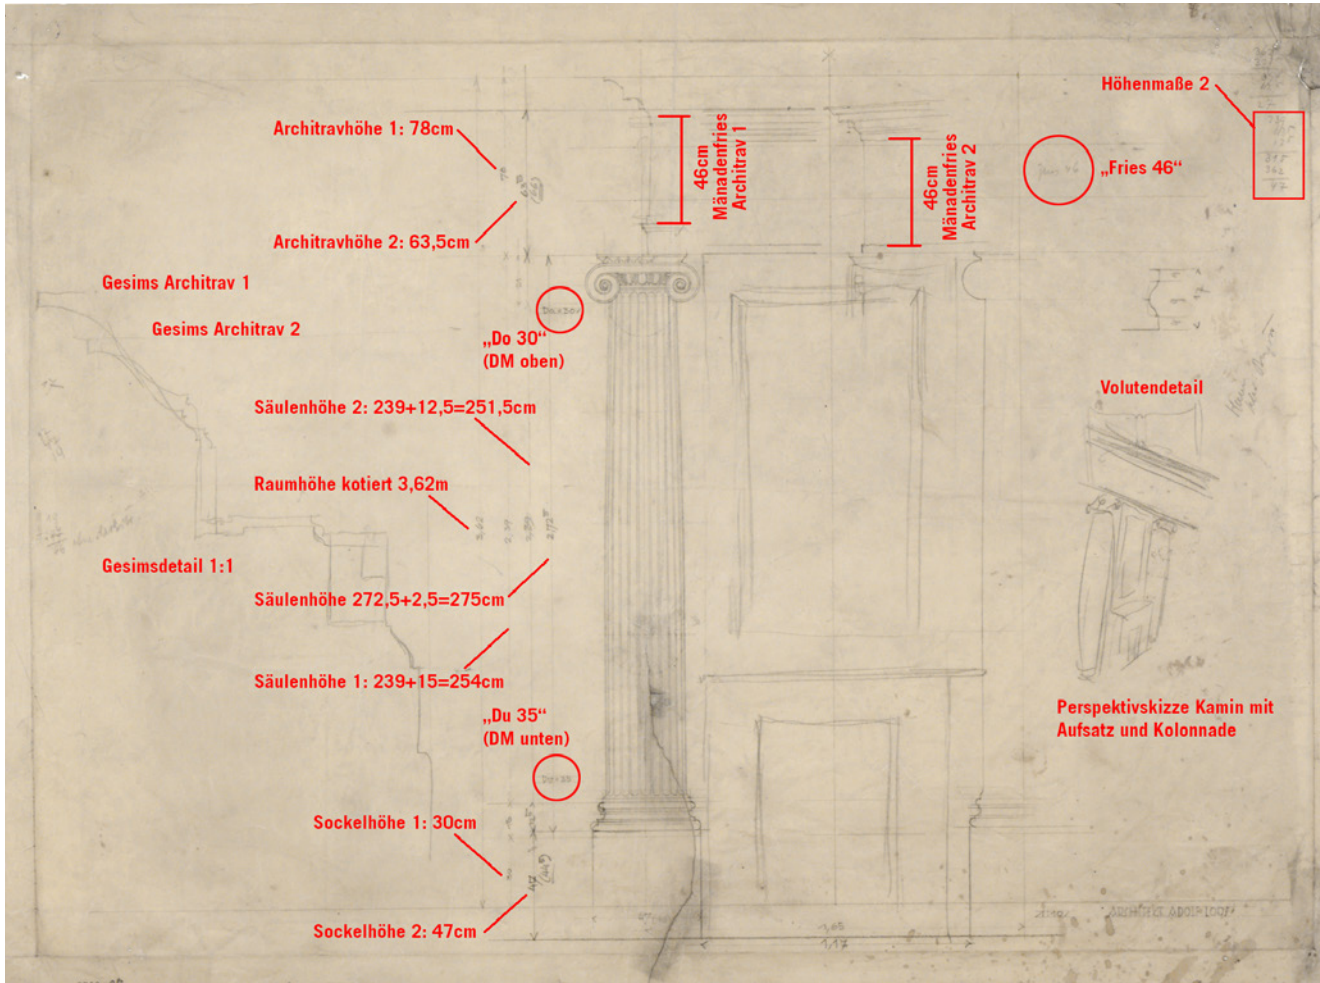 Höhenmaße 2
Architravhöhe 1: 78cm
46cm
Mänadenfries
Architrav 1
46cm
Mänadenfries
Architrav 2
„Fries 46“
Architravhöhe 2: 63,5cm
Gesims Architrav 1
Gesims Architrav 2
„Do 30“
(DM oben)
Volutendetail
Säulenhöhe 2: 239+12,5=251,5cm
Raumhöhe kotiert 3,62m
Gesimsdetail 1:1
Säulenhöhe 272,5+2,5=275cm
Säulenhöhe 1: 239+15=254cm
„Du 35“
(DM unten)
Perspektivskizze Kamin mit
Aufsatz und Kolonnade
Sockelhöhe 1: 30cm
Sockelhöhe 2: 47cm
1,17